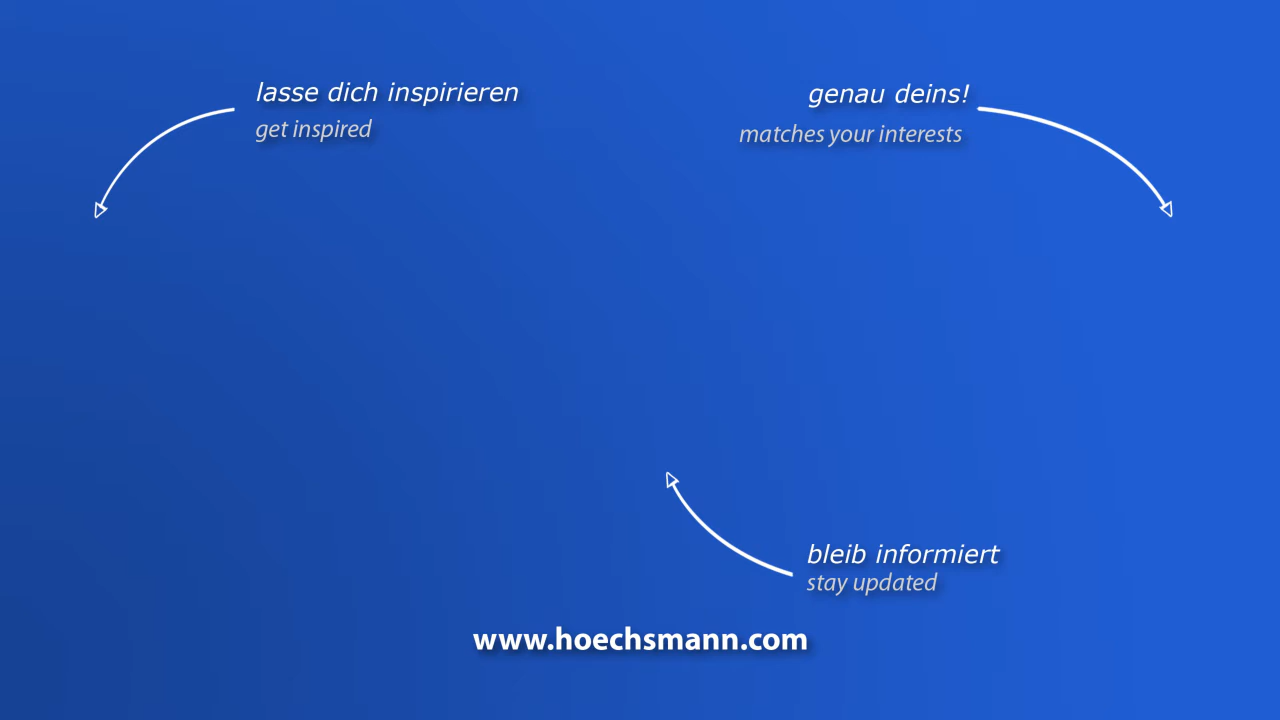 lasse dich inspirieren
get inspired
genau deins!
matches your interests
bleib informiert
stay updated
www.hoechsmann.com